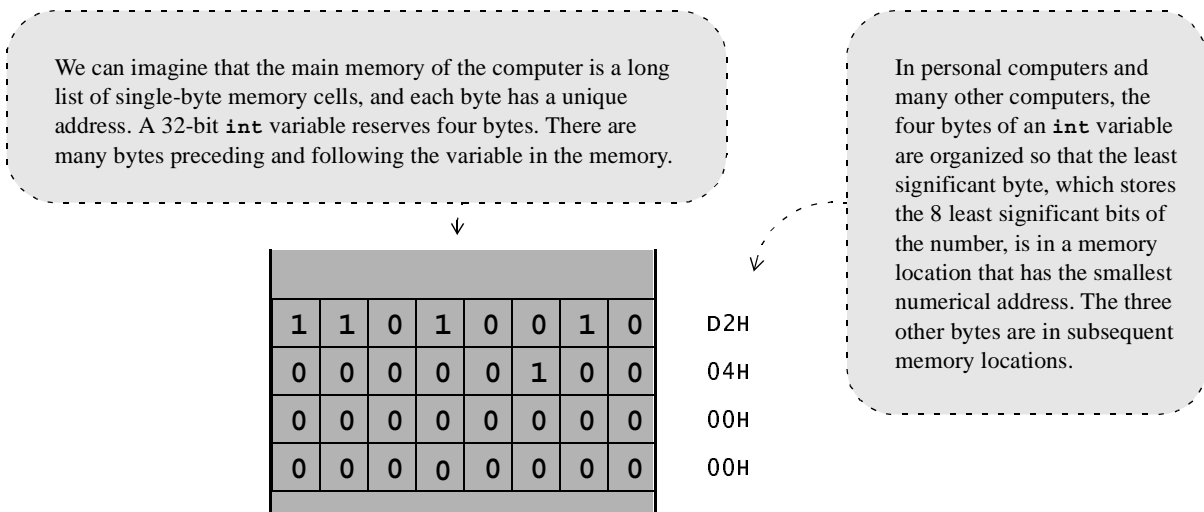 We can imagine that the main memory of the computer is a long
list of single-byte memory cells, and each byte has a unique
address. A 32-bit int variable reserves four bytes. There are
many bytes preceding and following the variable in the memory.
In personal computers and
many other computers, the
four bytes of an int variable
are organized so that the least
significant byte, which stores
the 8 least significant bits of
the number, is in a memory
location that has the smallest
numerical address. The three
other bytes are in subsequent
memory locations.
1 1 0 1 0 0 1 0 D2H
0 0 0 0 0 1 0 0 04H
0 0 0 0 0 0 0 0 00H
0 0 0 0 0 0 0 0 00H